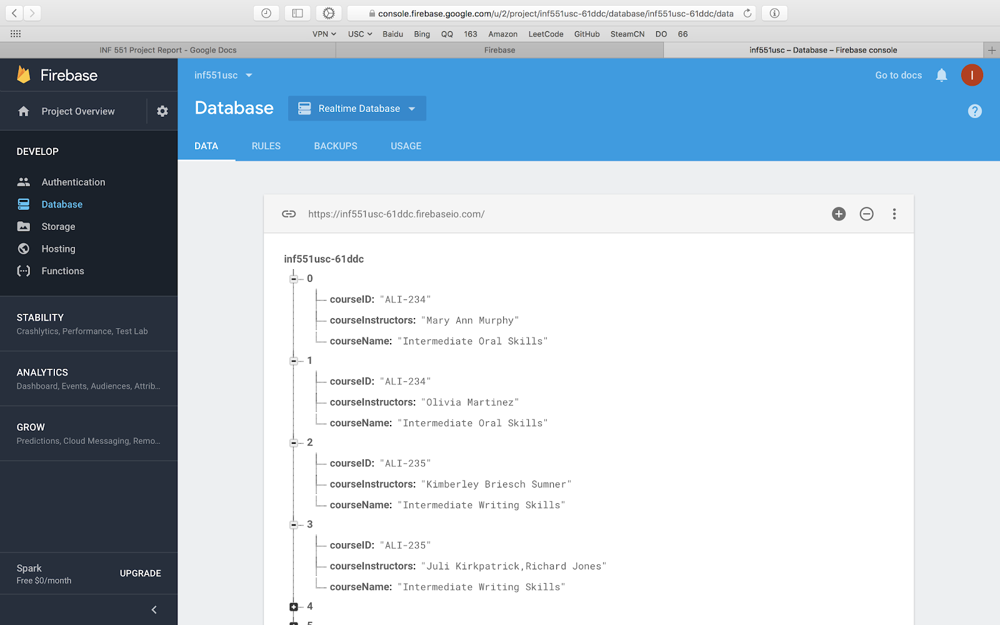 console.firebase.google.com/u/2/project/inf551usc-61ddc/database/inf551usc-61ddc/data
VPN USC Baidu Bing QQ 163 Amazon LeetCode GitHub SteamCN DO 66
INF 551 Project Report - Google Docs
Firebase
inf551usc – Database – Firebase console
Firebase
inf551usc
Go to docs
I
Project Overview
Database
Realtime Database
?
DATA RULES BACKUPS USAGE
DEVELOP
Authentication
Database
Storage
Hosting
Functions
STABILITY
Crashlytics, Performance, Test Lab
ANALYTICS
Dashboard, Events, Audiences, Attrib...
GROW
Predictions, Cloud Messaging, Remo...
Spark
Free $0/month
UPGRADE
https://inf551usc-61ddc.firebaseio.com/
inf551usc-61ddc
0
courseID: "ALI-234"
courseInstructors: "Mary Ann Murphy"
courseName: "Intermediate Oral Skills"
1
courseID: "ALI-234"
courseInstructors: "Olivia Martinez"
courseName: "Intermediate Oral Skills"
2
courseID: "ALI-235"
courseInstructors: "Kimberley Briesch Sumner"
courseName: "Intermediate Writing Skills"
3
courseID: "ALI-235"
courseInstructors: "Juli Kirkpatrick,Richard Jones"
courseName: "Intermediate Writing Skills"
4
5